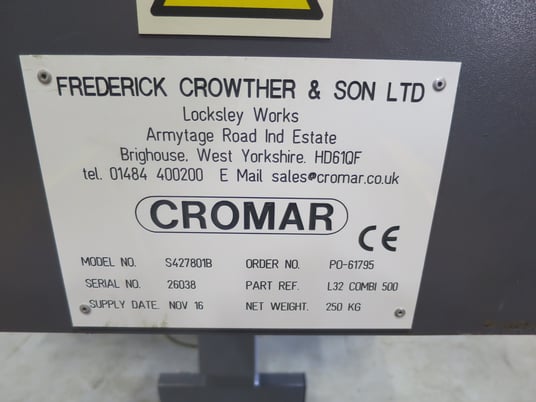 FREDERICK CROWTHER & SON LTD
Locksley Works
Armytage Road Ind Estate
Brighouse. West Yorkshire. HD61QF
tel. 01484 400200 E Mail sales@cromar.co.uk
CROMAR
CE
MODEL NO. S427801B ORDER NO. PO-61795
SERIAL NO. 26038 PART REF. L32 COMBI 500
SUPPLY DATE. NOV 16 NET WEIGHT. 250 KG